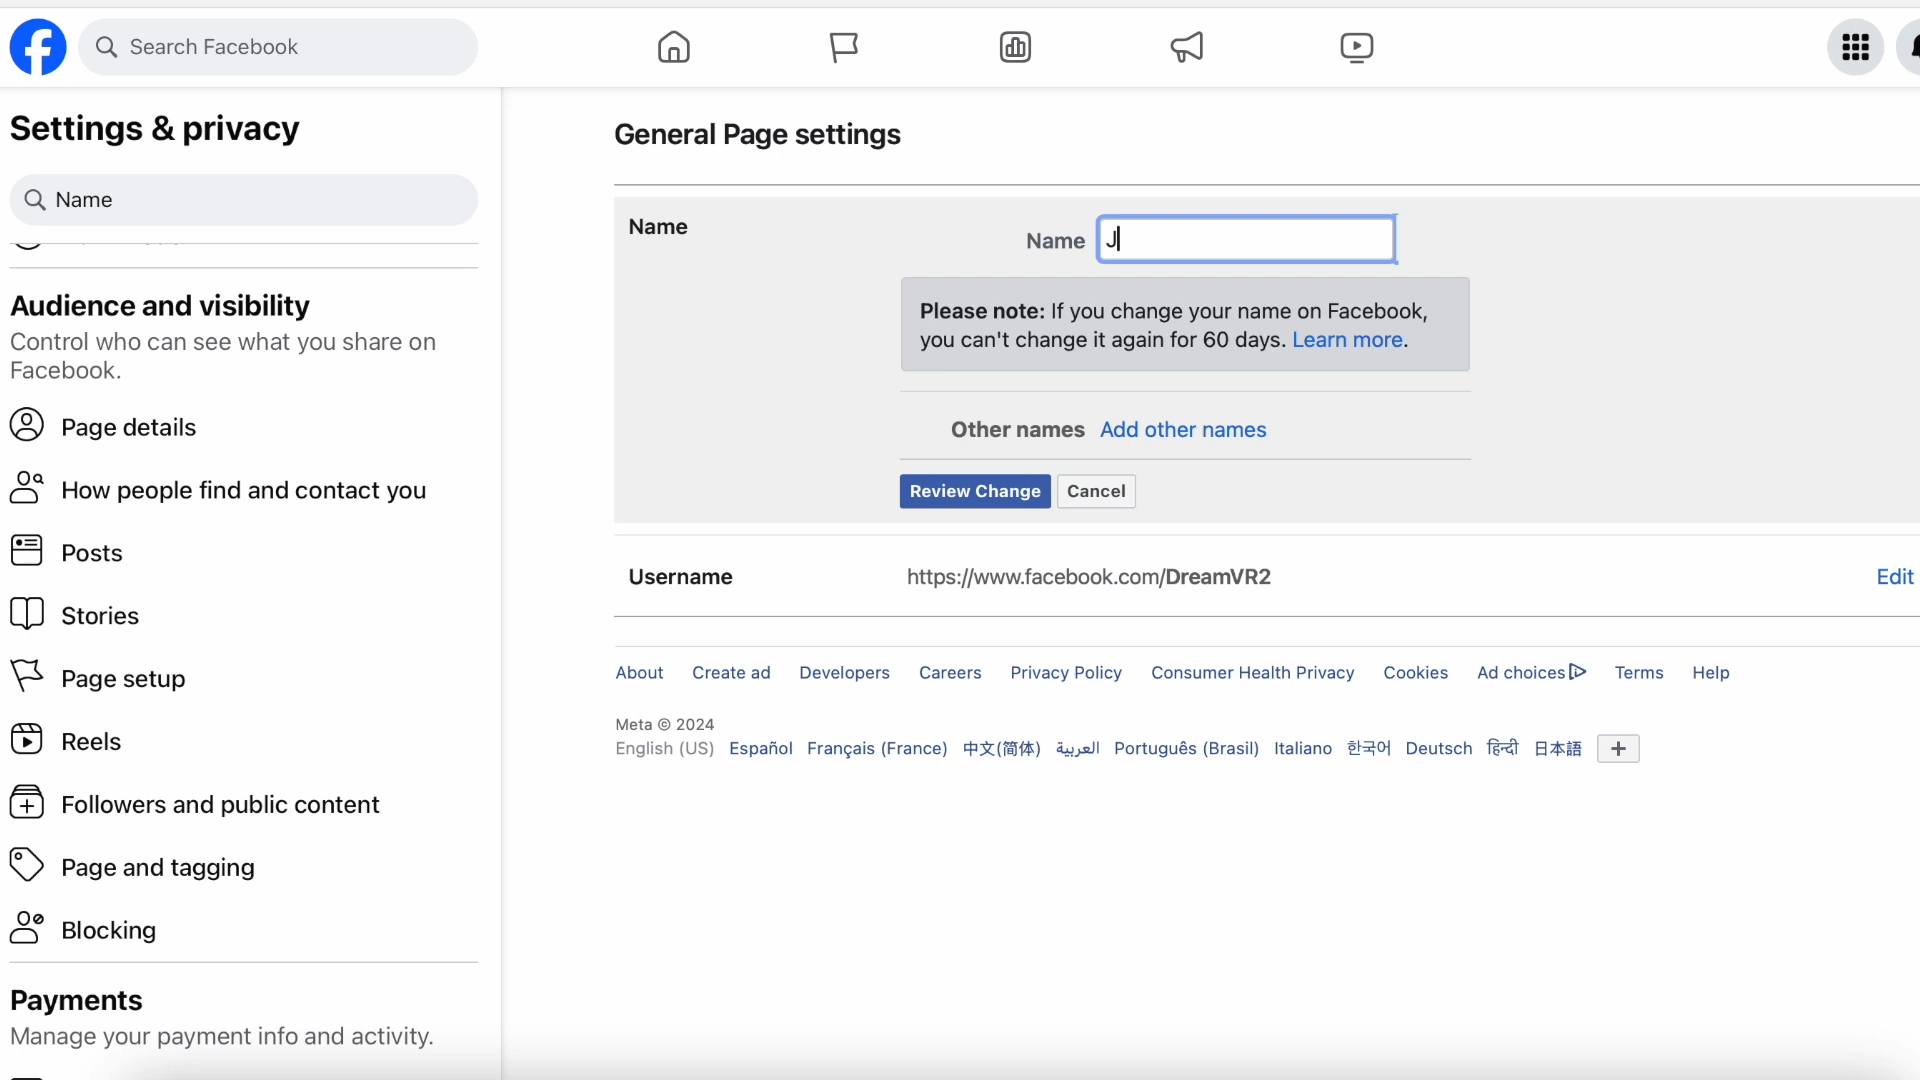 Search Facebook
Settings & privacy
Name
Audience and visibility
Control who can see what you share on
Facebook.
Page details
How people find and contact you
Posts
Stories
Page setup
Reels
Followers and public content
Page and tagging
Blocking
Payments
Manage your payment info and activity.
General Page settings
Name
Name J
Please note: If you change your name on Facebook,
you can't change it again for 60 days. Learn more.
Other names Add other names
Review Change Cancel
Username https://www.facebook.com/DreamVR2 Edit
About Create ad Developers Careers Privacy Policy Consumer Health Privacy Cookies Ad choices Terms Help
Meta © 2024
English (US) Español Français (France) 中文(简体) العربية Português (Brasil) Italiano 한국어 Deutsch हिन्दी 日本語